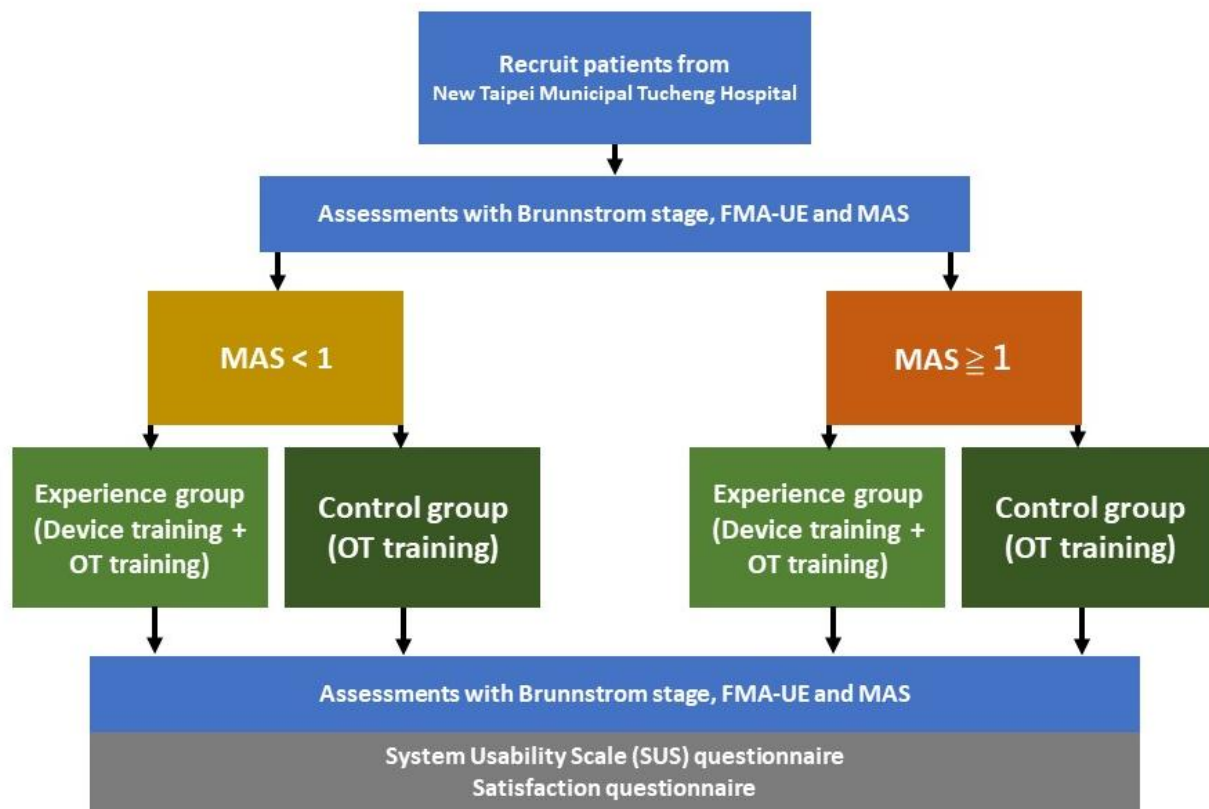 Recruit patients from
New Taipei Municipal Tucheng Hospital
Assessments with Brunnstrom stage, FMA-UE and MAS
MAS < 1
MAS ≧ 1
Experience group
(Device training +
OT training)
Control group
(OT training)
Experience group
(Device training +
OT training)
Control group
(OT training)
Assessments with Brunnstrom stage, FMA-UE and MAS
System Usability Scale (SUS) questionnaire
Satisfaction questionnaire